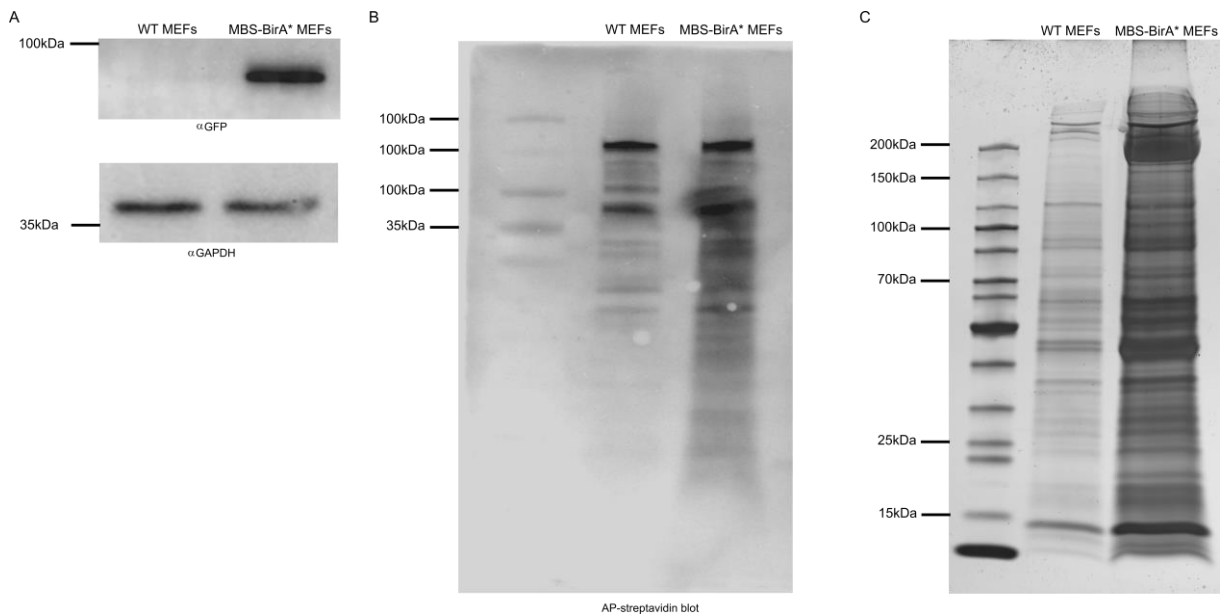 A
WT MEFs MBS-BirA* MEFs
100kDa
αGFP
35kDa
αGAPDH
B
WT MEFs MBS-BirA* MEFs
100kDa
100kDa
100kDa
35kDa
AP-streptavidin blot
C
WT MEFs MBS-BirA* MEFs
200kDa
150kDa
100kDa
70kDa
25kDa
15kDa